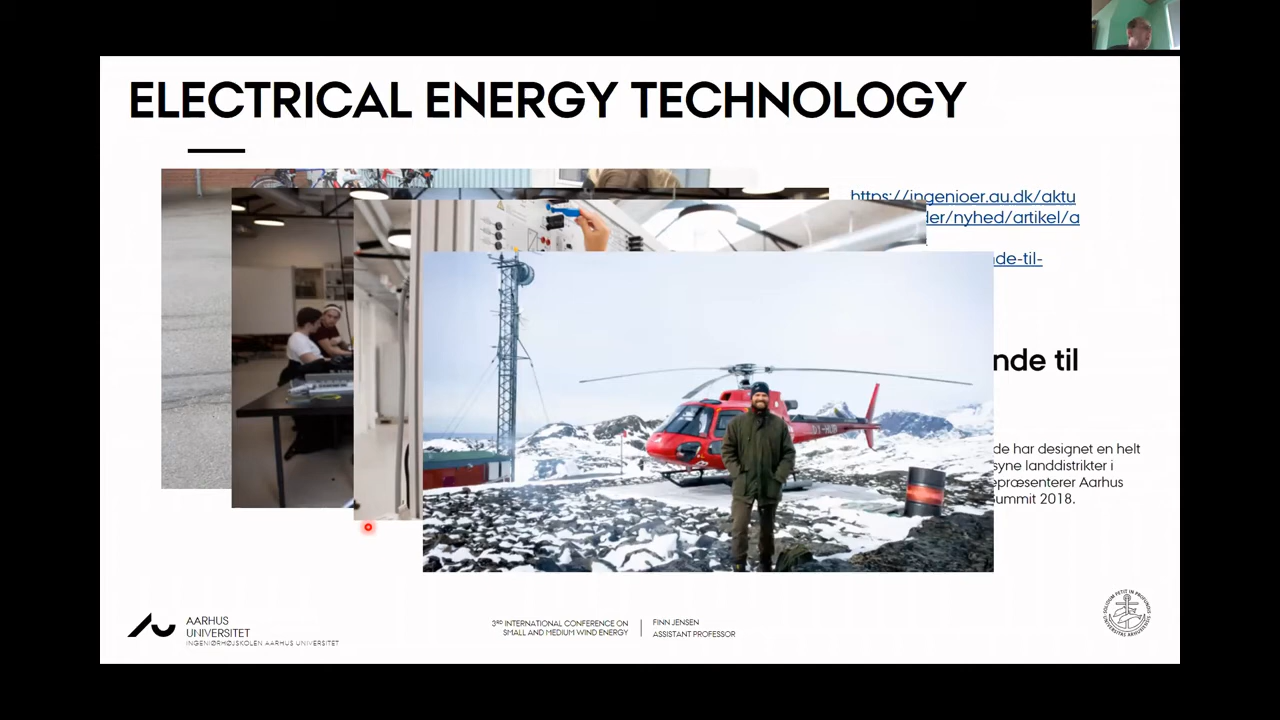 ELECTRICAL ENERGY TECHNOLOGY
https://ingenioer.au.dk/aktu
der/nyhed/artikel/a
nde-til-
nde til
de har designet en helt
syne landdistrikter i
epræsenterer Aarhus
Summit 2018.
AARHUS
UNIVERSITET
INGENIØRHØJSKOLEN AARHUS UNIVERSITET
3RD INTERNATIONAL CONFERENCE ON
SMALL AND MEDIUM WIND ENERGY
FINN JENSEN
ASSISTANT PROFESSOR